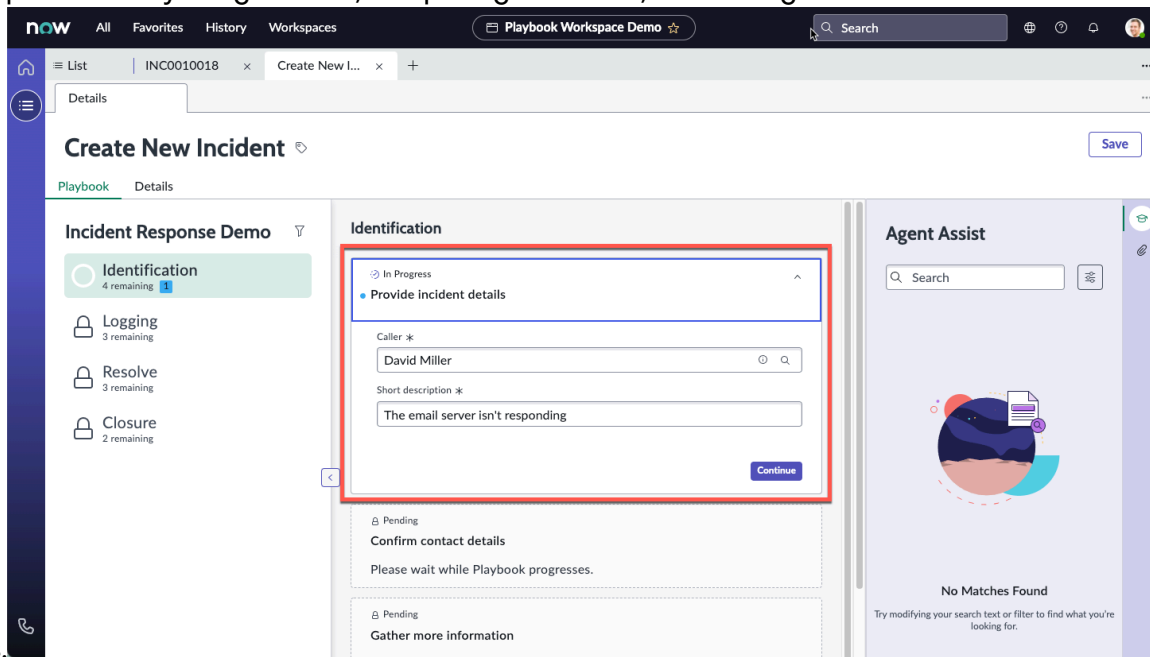 now All Favorites History Workspaces Playbook Workspace Demo Search
List INC0010018 × Create New I... × +
Details
Create New Incident
Save
Playbook Details
Incident Response Demo
Identification
4 remaining 1
Logging
3 remaining
Resolve
3 remaining
Closure
2 remaining
Identification
In Progress
Provide incident details
Caller *
David Miller
Short description *
The email server isn't responding
Continue
Pending
Confirm contact details
Please wait while Playbook progresses.
Pending
Gather more information
Agent Assist
Search
No Matches Found
Try modifying your search text or filter to find what you're
looking for.